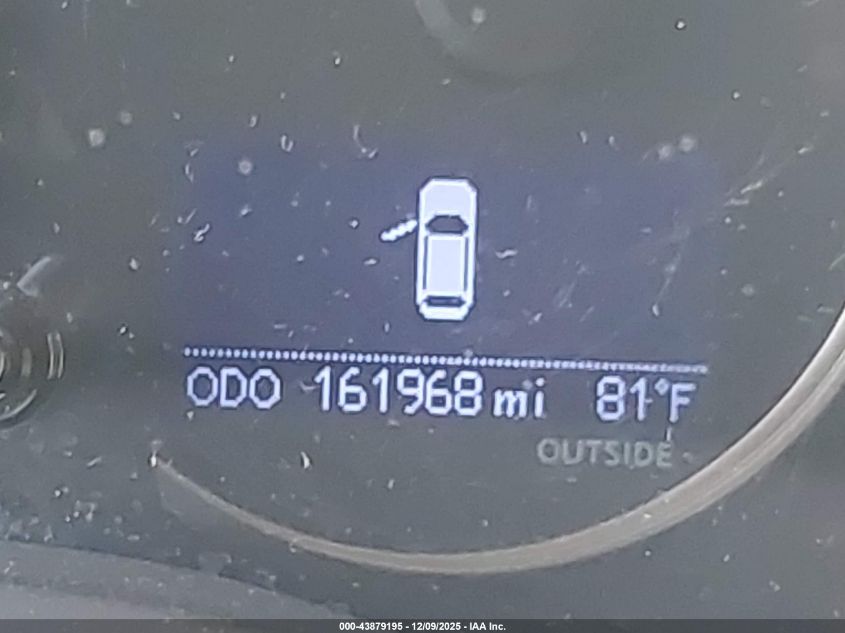 ODO 161968 mi 81°F
OUTSIDE
000-43879195 - 12/09/2025 - IAA Inc.